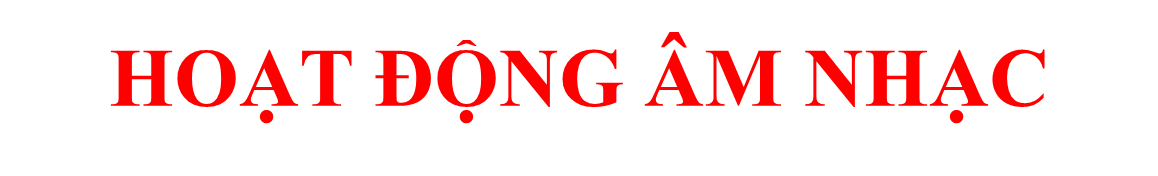 HOẠT ĐỘNG ÂM NHẠC